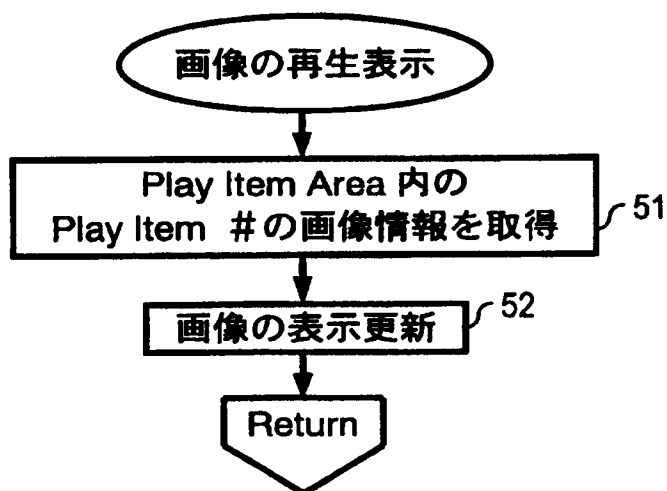 画像の再生表示
Play Item Area 内の
Play Item #の画像情報を取得
51
画像の表示更新
52
Return